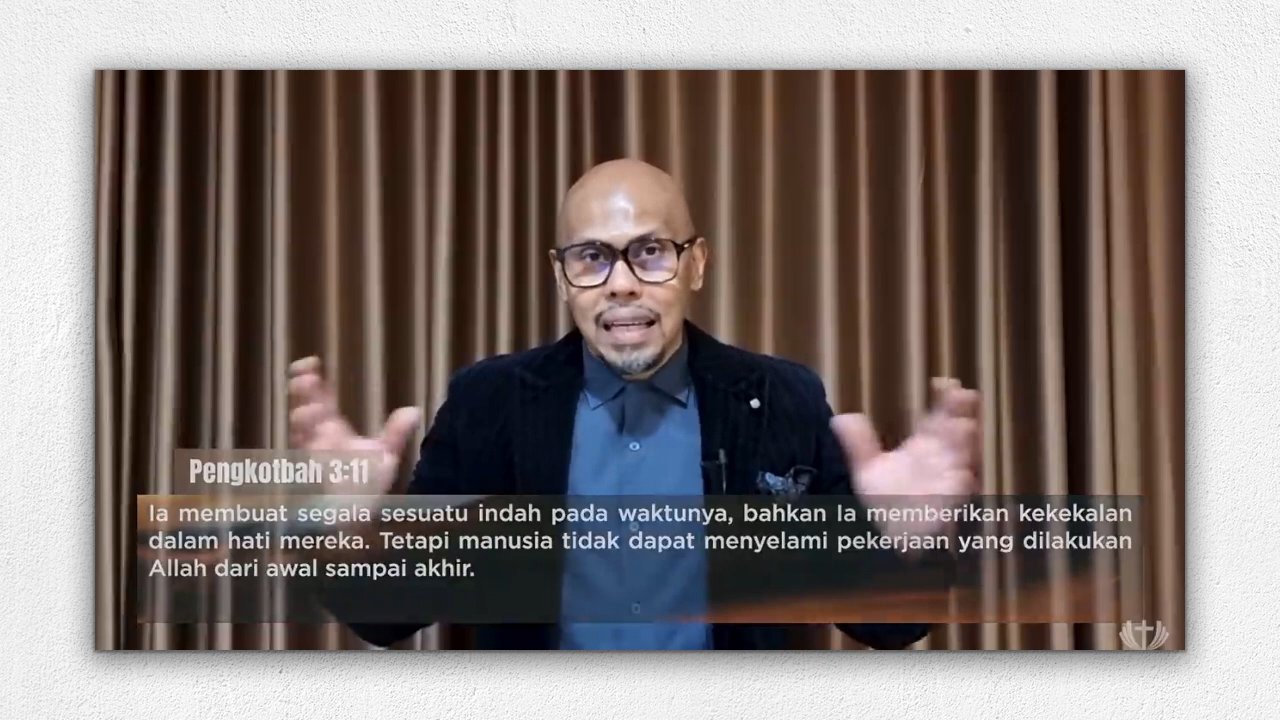 Pengkotbah 3:11
Ia membuat segala sesuatu indah pada waktunya, bahkan Ia memberikan kekekalan
dalam hati mereka. Tetapi manusia tidak dapat menyelami pekerjaan yang dilakukan
Allah dari awal sampai akhir.